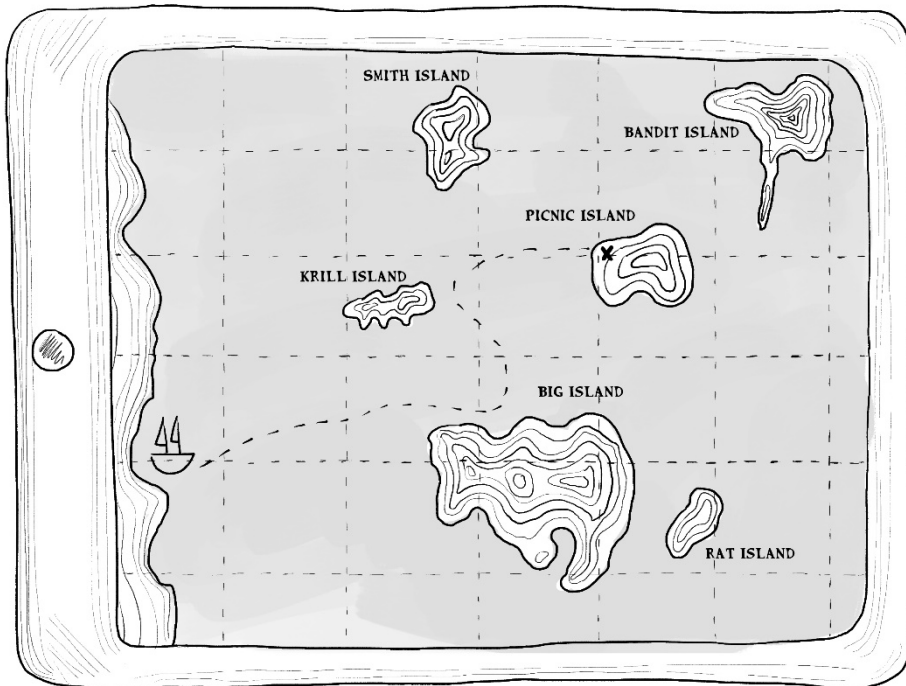 SMITH ISLAND
BANDIT ISLAND
PICNIC ISLAND
KRILL ISLAND
BIG ISLAND
RAT ISLAND